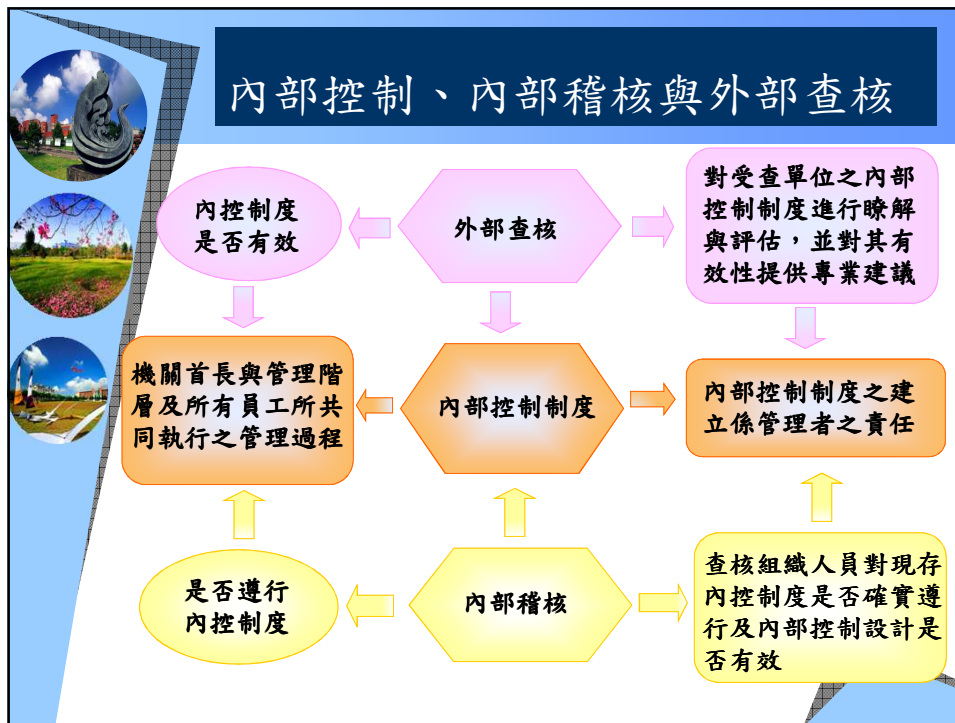 內部控制、內部稽核與外部查核
內控制度
是否有效
外部查核
對受查單位之內部
控制制度進行瞭解
與評估，並對其有
效性提供專業建議
機關首長與管理階
層及所有員工所共
同執行之管理過程
內部控制制度
內部控制制度之建
立係管理者之責任
是否遵行
內控制度
內部稽核
查核組織人員對現存
內控制度是否確實遵
行及內部控制設計是
否有效